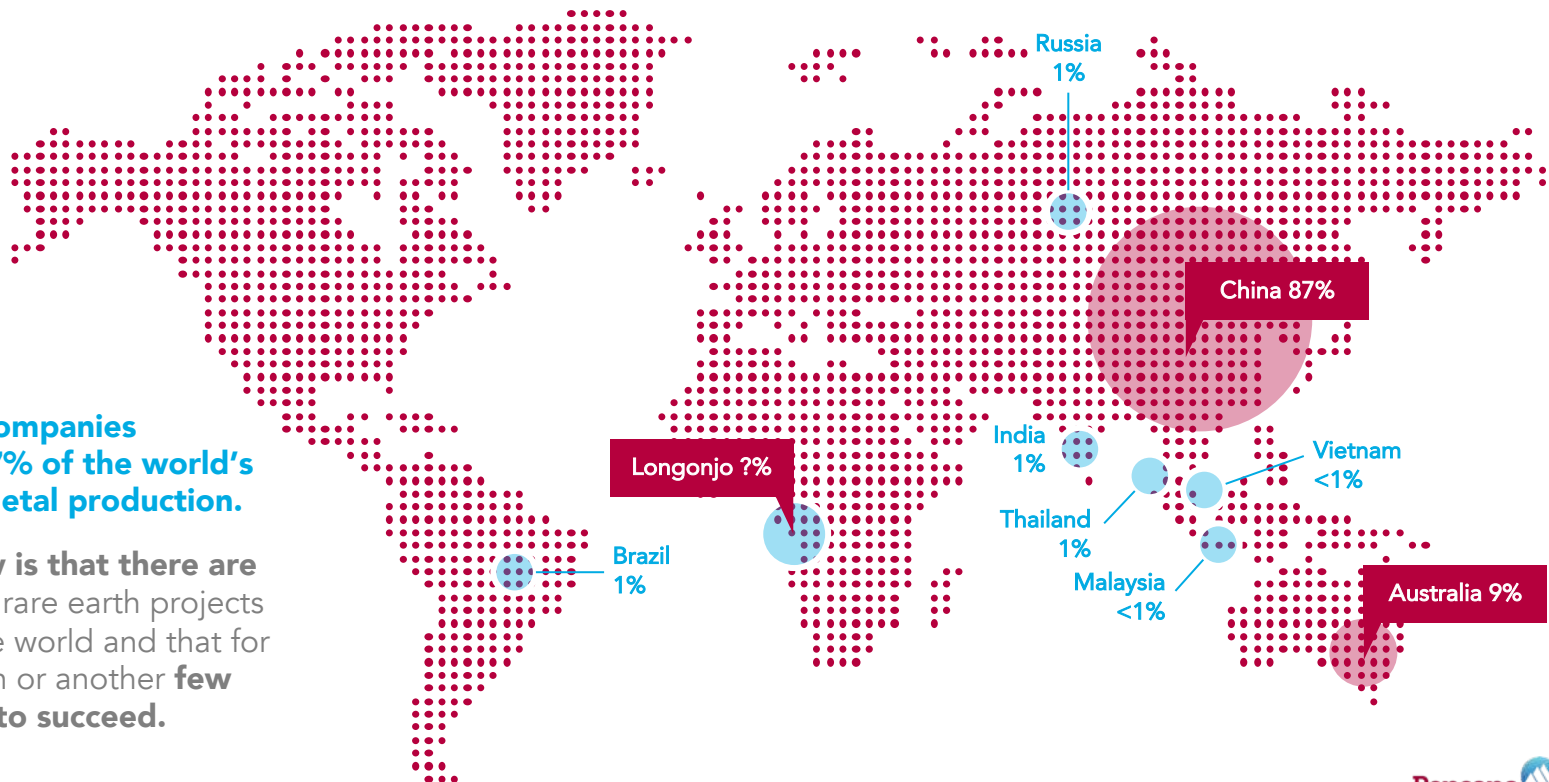 Russia
1%
China 87%
ompanies
7% of the world's
etal production.
India
1%
Vietnam
<1%
Longonjo ?%
Thailand
1%
y is that there are
rare earth projects
e world and that for
n or another few
to succeed.
Brazil
1%
Malaysia
<1%
Australia 9%